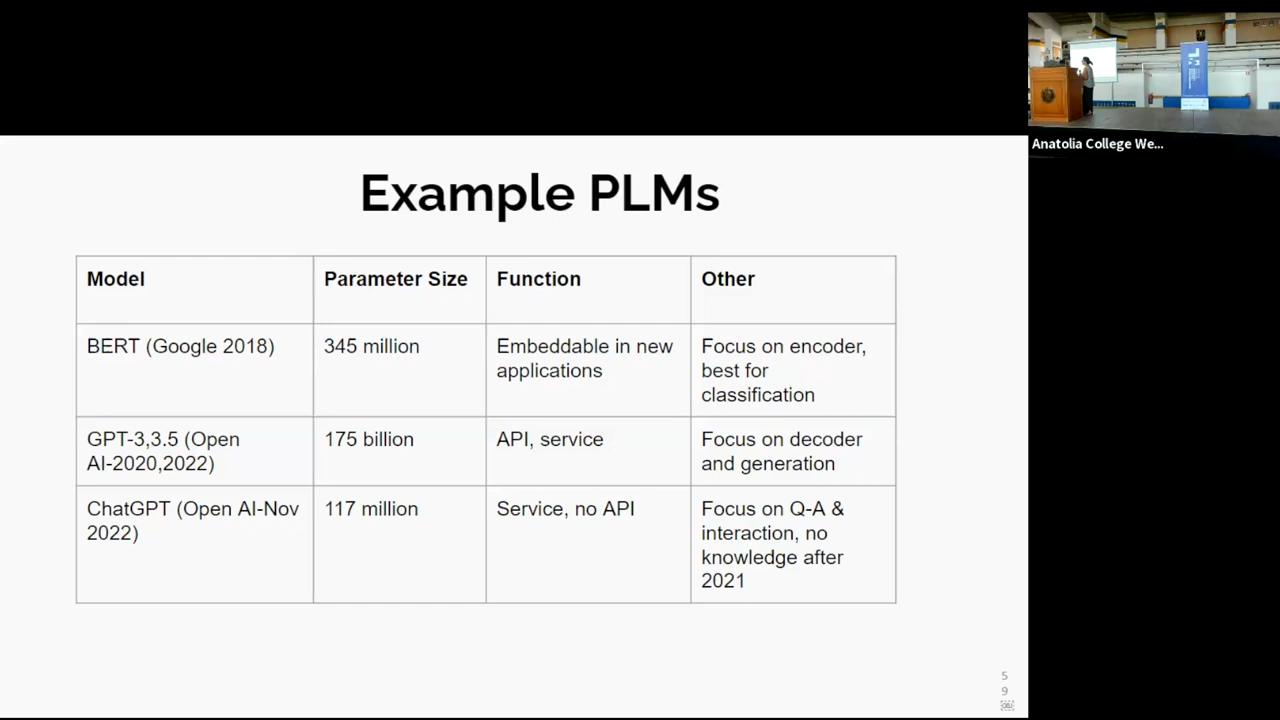 Anatolia College We...
Example PLMs
Model
Parameter Size
Function
Other
BERT (Google 2018)
345 million
Embeddable in new
applications
Focus on encoder,
best for
classification
GPT-3,3.5 (Open
AI-2020,2022)
175 billion
API, service
Focus on decoder
and generation
ChatGPT (Open AI-Nov
2022)
117 million
Service, no API
Focus on Q-A &
interaction, no
knowledge after
2021
5
9